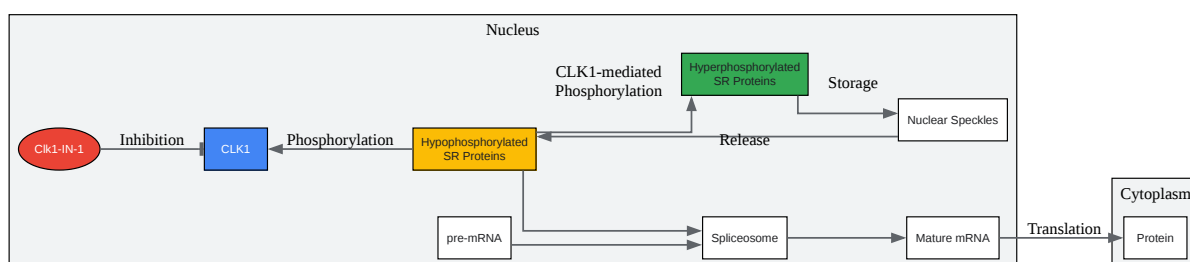 Nucleus
CLK1-mediated
Phosphorylation
Hyperphosphorylated
SR Proteins
Storage
Nuclear Speckles
Release
Clk1-IN-1
Inhibition
CLK1
Phosphorylation
Hypophosphorylated
SR Proteins
Cytoplasm
pre-mRNA
Spliceosome
Mature mRNA
Translation
Protein